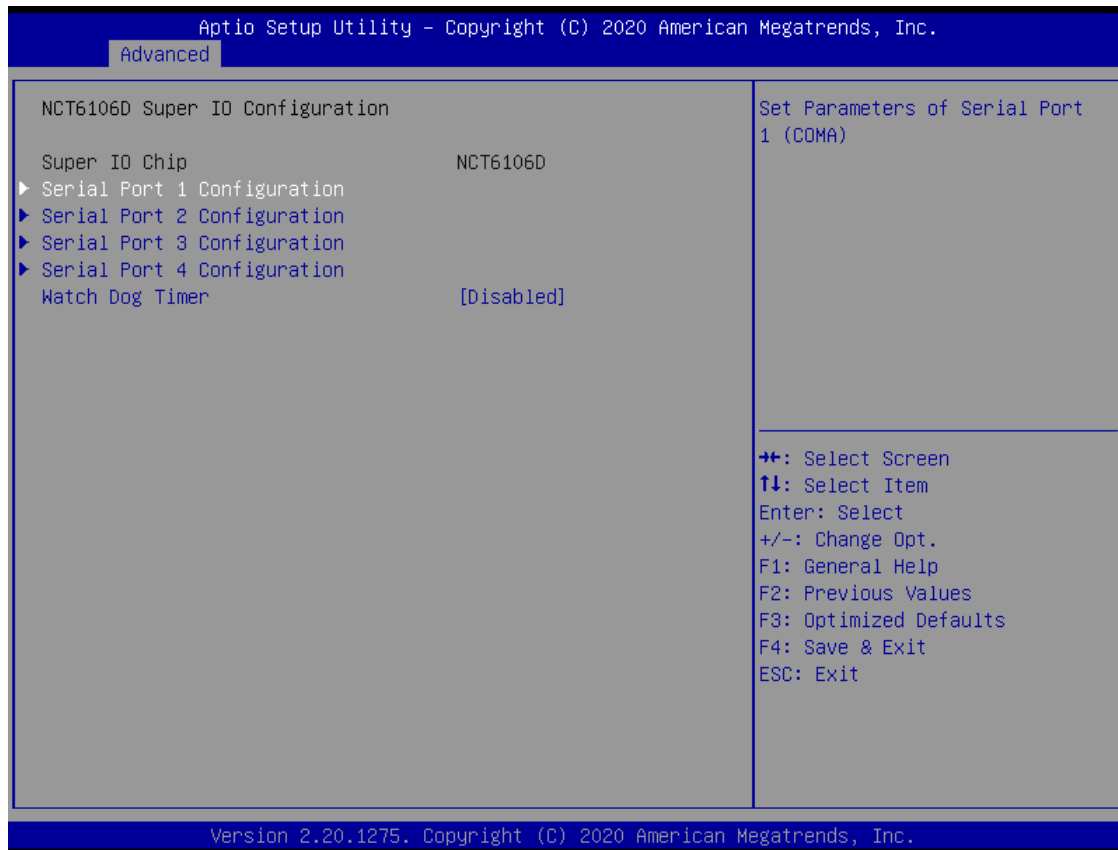 Aptio Setup Utility – Copyright (C) 2020 American Megatrends, Inc.
Advanced
NCT6106D Super IO Configuration
Super IO Chip NCT6106D
Serial Port 1 Configuration
Serial Port 2 Configuration
Serial Port 3 Configuration
Serial Port 4 Configuration
Watch Dog Timer [Disabled]
Set Parameters of Serial Port
1 (COMA)
→←: Select Screen
↑↓: Select Item
Enter: Select
+/-: Change Opt.
F1: General Help
F2: Previous Values
F3: Optimized Defaults
F4: Save & Exit
ESC: Exit
Version 2.20.1275. Copyright (C) 2020 American Megatrends, Inc.